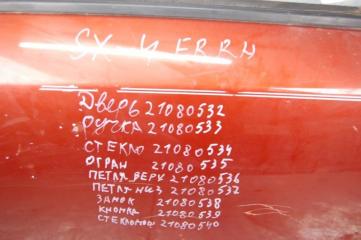 SX 4 ERRH
ДВЕРЬ 21080532
РУЧКА 21080533
СТЕКЛО 21080534
ОГРАН 21080535
ПЕТЛЯ ВЕРХ 21080536
ПЕТЛЯ НИЗ 21080537
ЗАМОК 21080538
КНОПКА 21080539
СТЕКЛОПОД 21080540